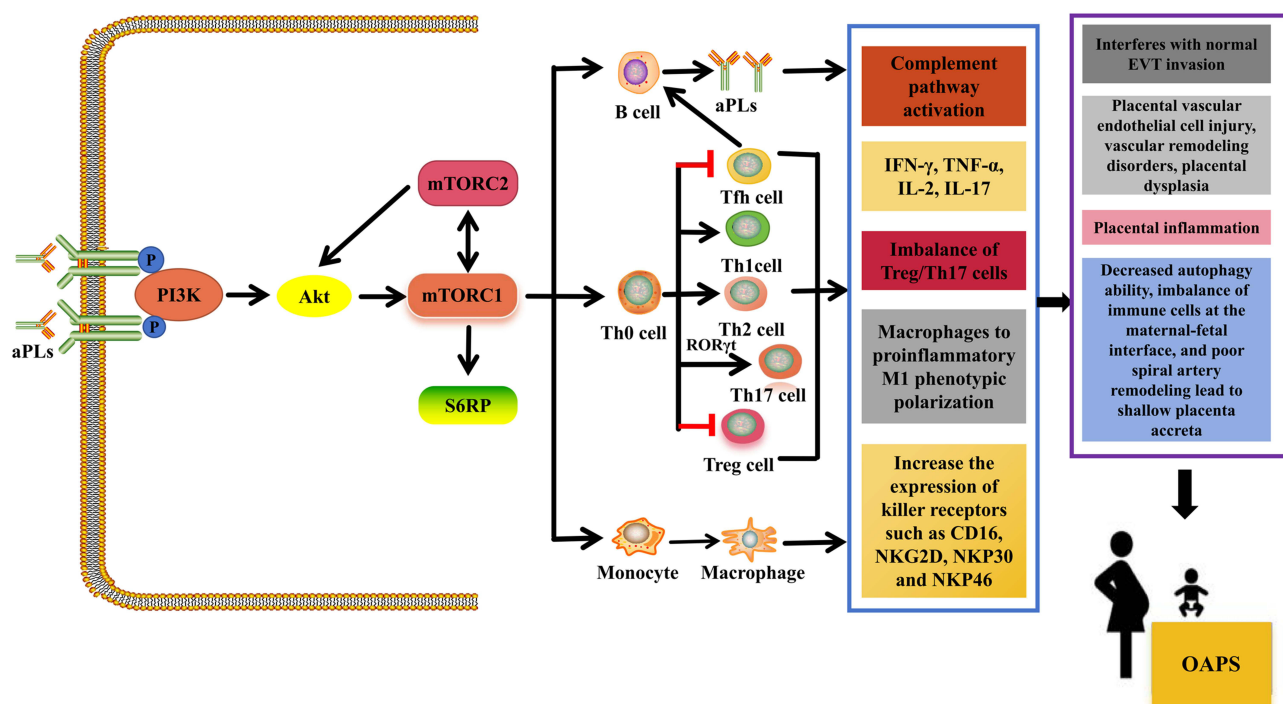 aPLs
P
P
PI3K
Akt
mTORC2
mTORC1
S6RP
B cell
aPLs
Tfh cell
Th1cell
Th0 cell
Th2 cell
RORγt
Th17 cell
Treg cell
Monocyte
Macrophage
Complement
pathway
activation
IFN-γ, TNF-α,
IL-2, IL-17
Imbalance of
Treg/Th17 cells
Macrophages to
proinflammatory
M1 phenotypic
polarization
Increase the
expression of
killer receptors
such as CD16,
NKG2D, NKP30
and NKP46
Interferes with normal
EVT invasion
Placental vascular
endothelial cell injury,
vascular remodeling
disorders, placental
dysplasia
Placental inflammation
Decreased autophagy
ability, imbalance of
immune cells at the
maternal-fetal
interface, and poor
spiral artery
remodeling lead to
shallow placenta
accreta
OAPS